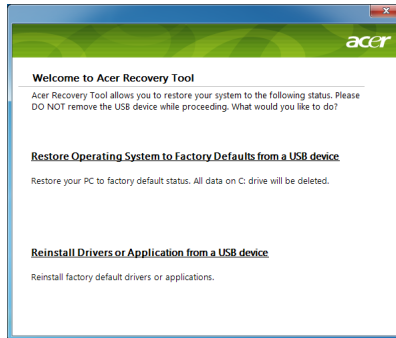 acer
Welcome to Acer Recovery Tool
Acer Recovery Tool allows you to restore your system to the following status. Please
DO NOT remove the USB device while proceeding. What would you like to do?
Restore Operating System to Factory Defaults from a USB device
Restore your PC to factory default status. All data on C: drive will be deleted.
Reinstall Drivers or Application from a USB device
Reinstall factory default drivers or applications.